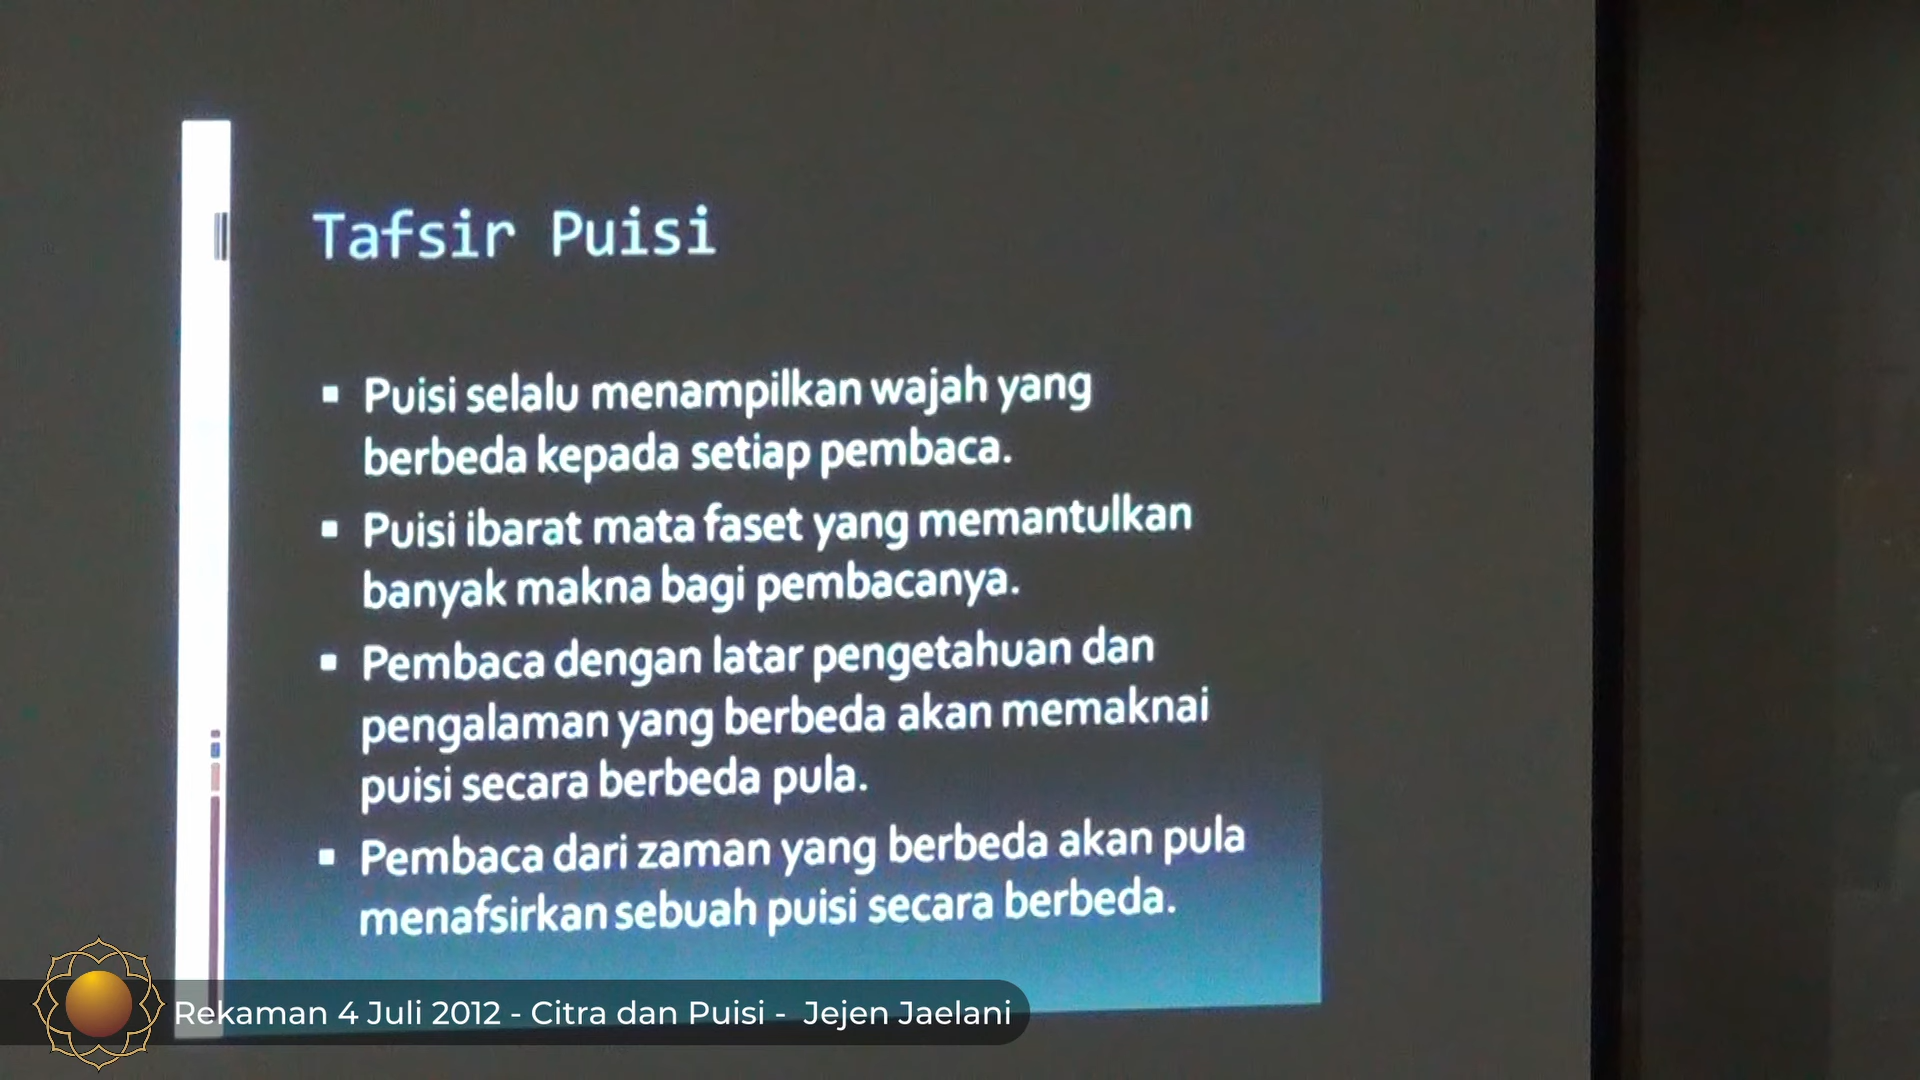 Tafsir Puisi
▪ Puisi selalu menampilkan wajah yang
berbeda kepada setiap pembaca.
▪ Puisi ibarat mata faset yang memantulkan
banyak makna bagi pembacanya.
▪ Pembaca dengan latar pengetahuan dan
pengalaman yang berbeda akan memaknai
puisi secara berbeda pula.
▪ Pembaca dari zaman yang berbeda akan pula
menafsirkan sebuah puisi secara berbeda.
Rekaman 4 Juli 2012 - Citra dan Puisi - Jejen Jaelani